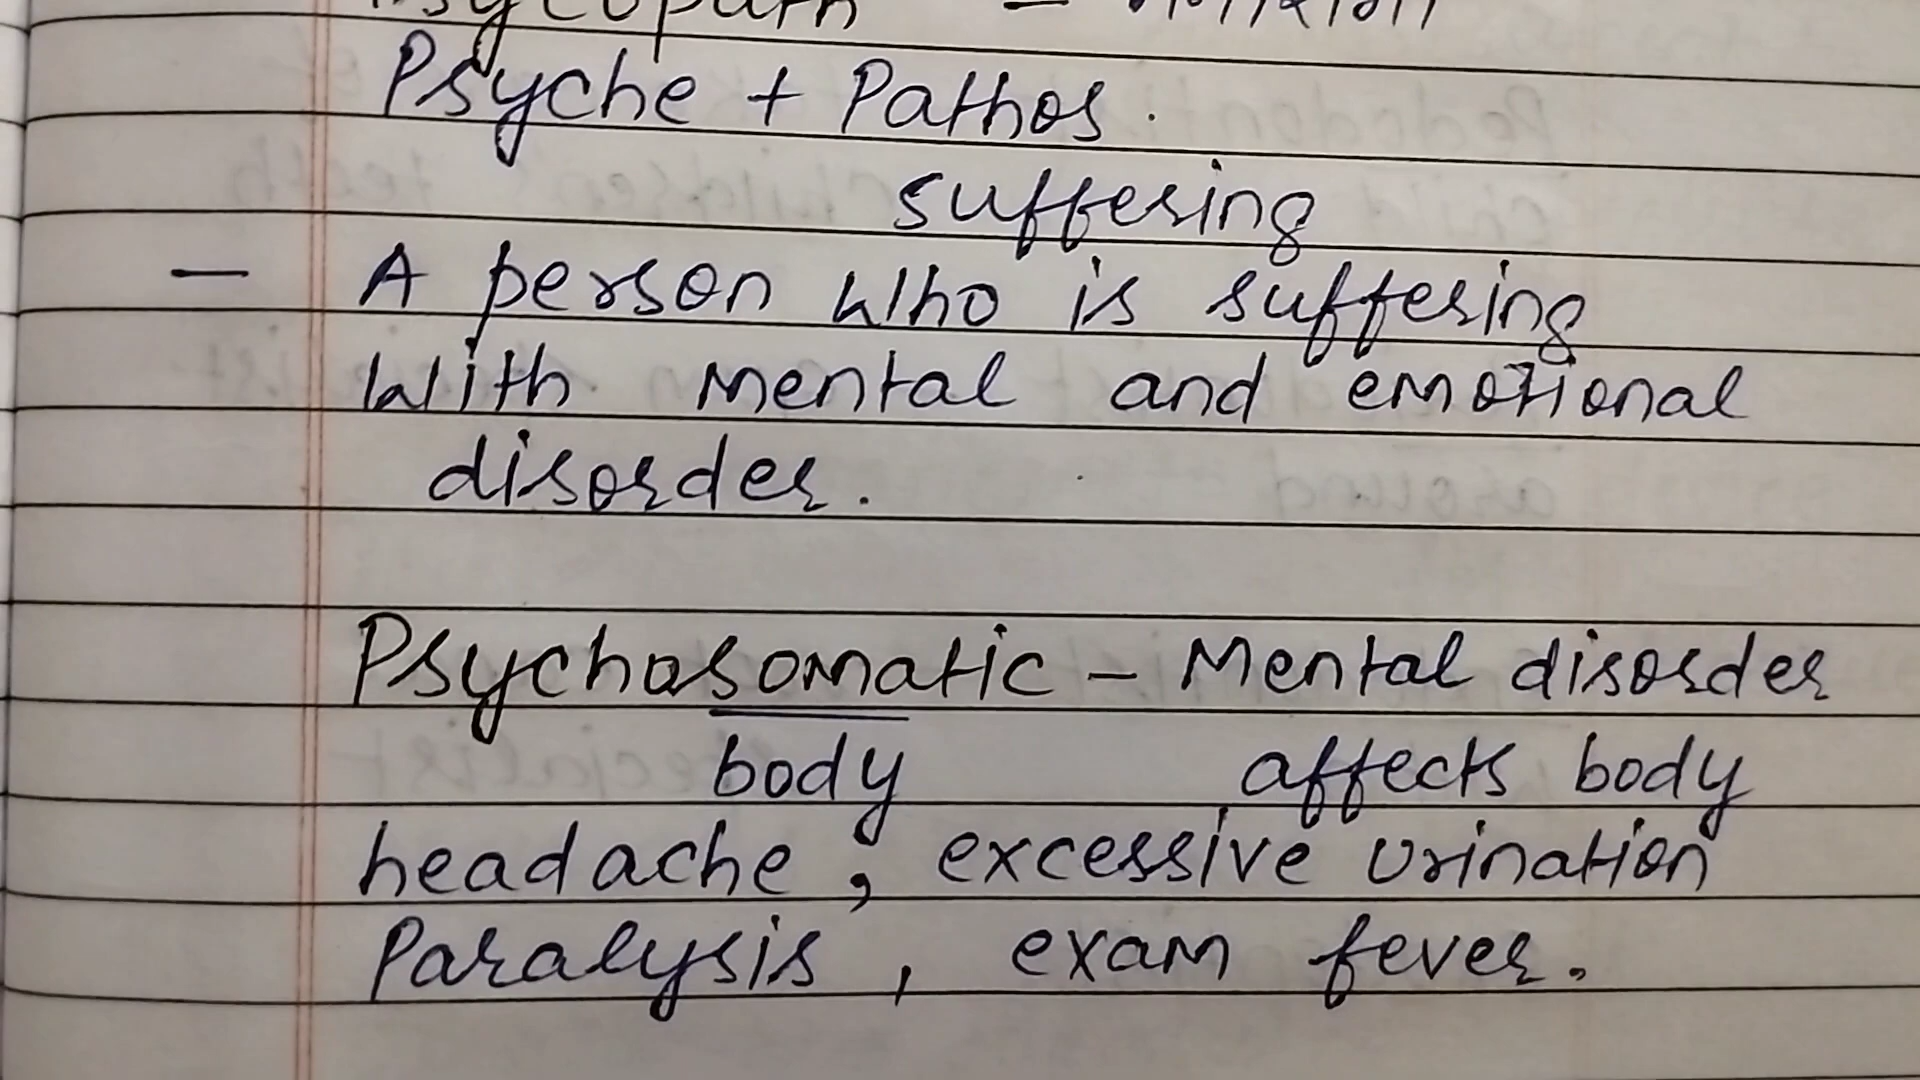 Psycopath -
Psyche + Pathos.
suffering
- A person who is suffering
with mental and emotional
disorder.
Psychosomatic - Mental disorder
body affects body
headache, excessive urination
Paralysis, exam fever.